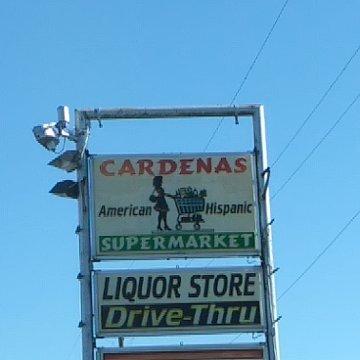 CARDENAS
American Hispanic
SUPERMARKET
LIQUOR STORE
Drive-Thru